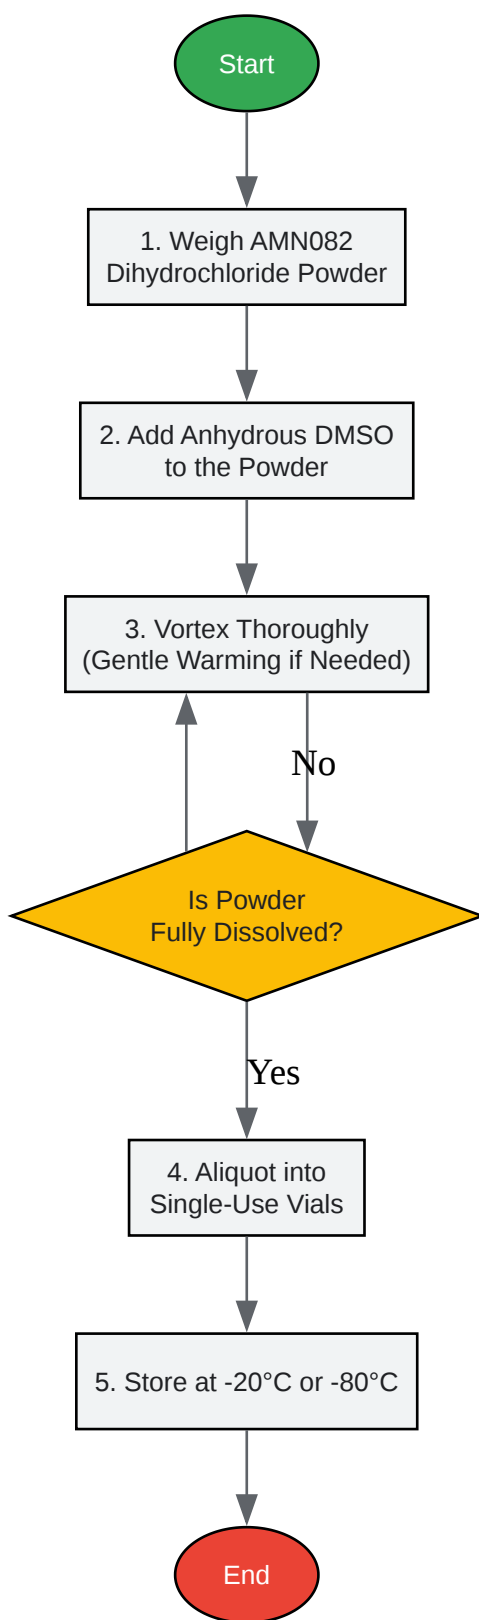 Start
1. Weigh AMN082
Dihydrochloride Powder
2. Add Anhydrous DMSO
to the Powder
3. Vortex Thoroughly
(Gentle Warming if Needed)
No
Is Powder
Fully Dissolved?
Yes
4. Aliquot into
Single-Use Vials
5. Store at -20°C or -80°C
End